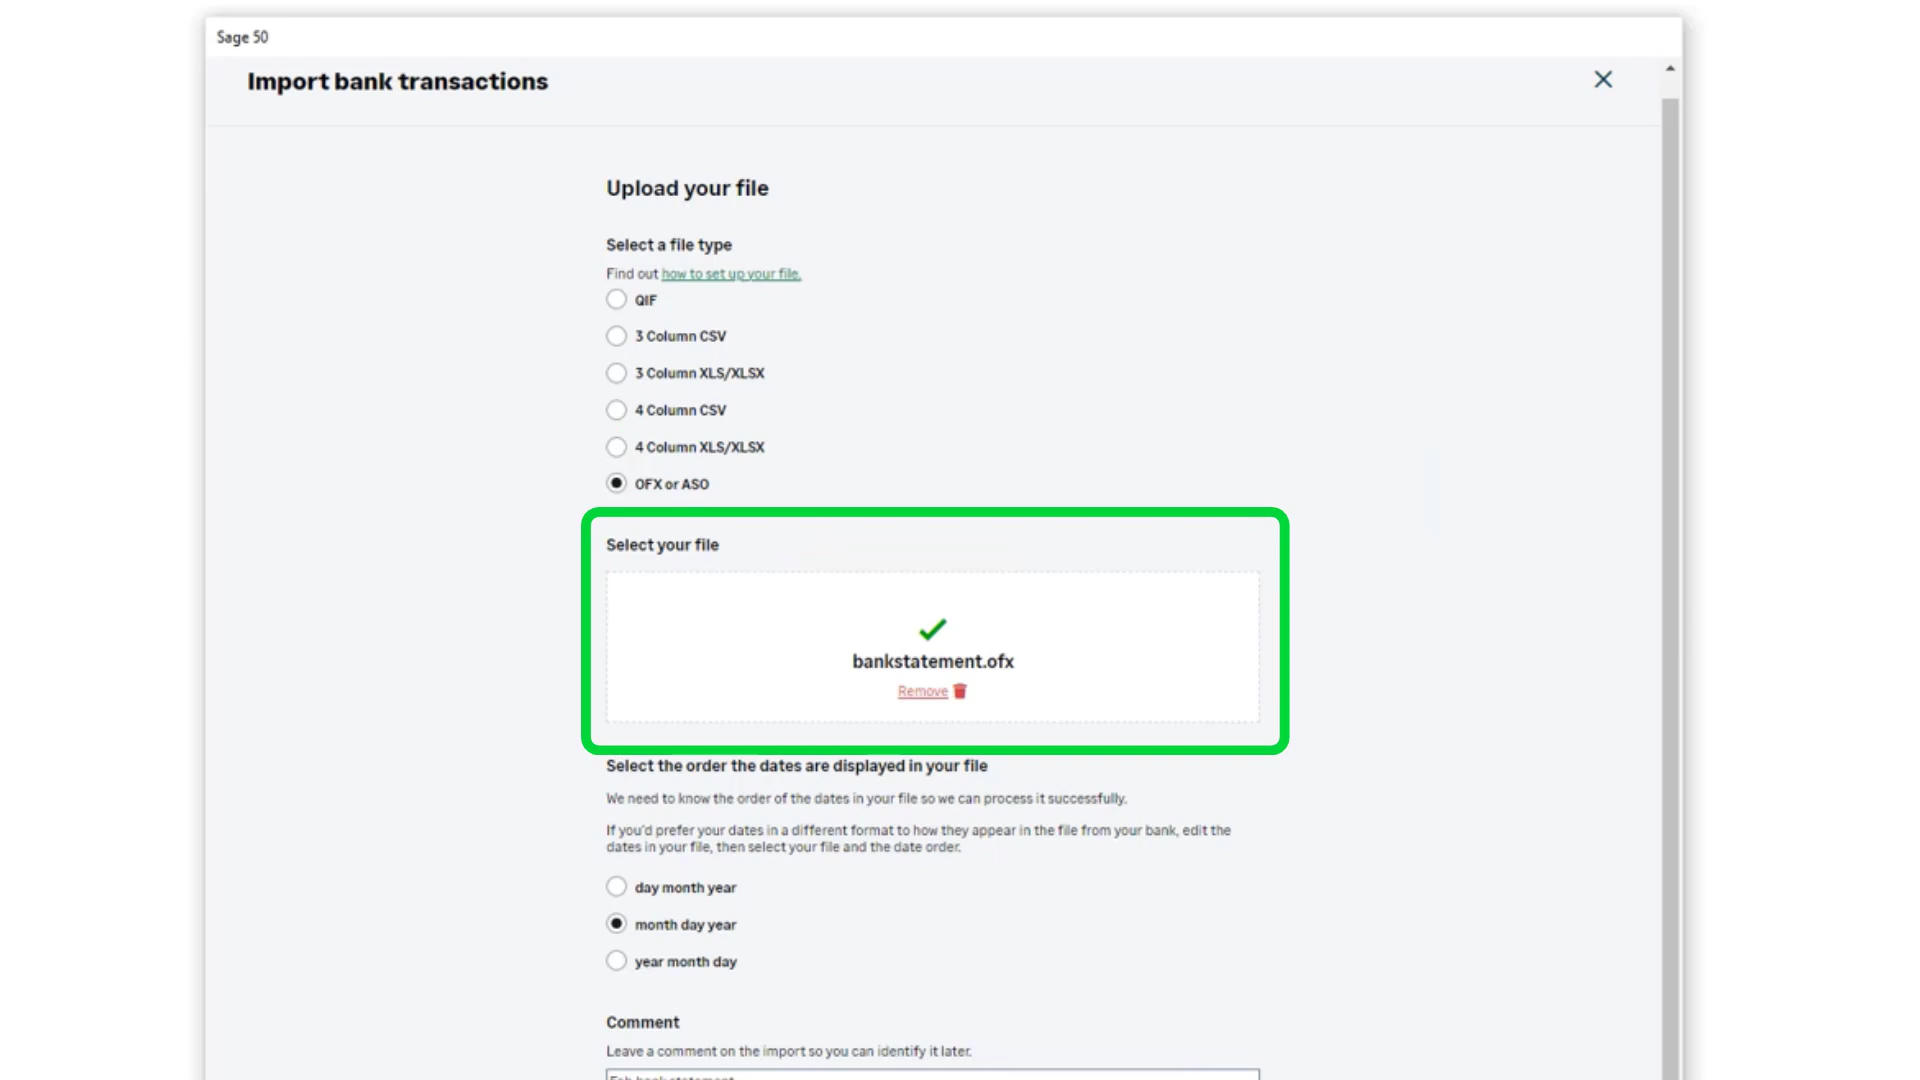 Sage 50
Import bank transactions
Upload your file
Select a file type
Find out how to set up your file.
QIF
3 Column CSV
3 Column XLS/XLSX
4 Column CSV
4 Column XLS/XLSX
OFX or ASO
Select your file
bankstatement.ofx
Remove
Select the order the dates are displayed in your file
We need to know the order of the dates in your file so we can process it successfully.
If you'd prefer your dates in a different format to how they appear in the file from your bank, edit the
dates in your file, then select your file and the date order.
day month year
month day year
year month day
Comment
Leave a comment on the import so you can identify it later.